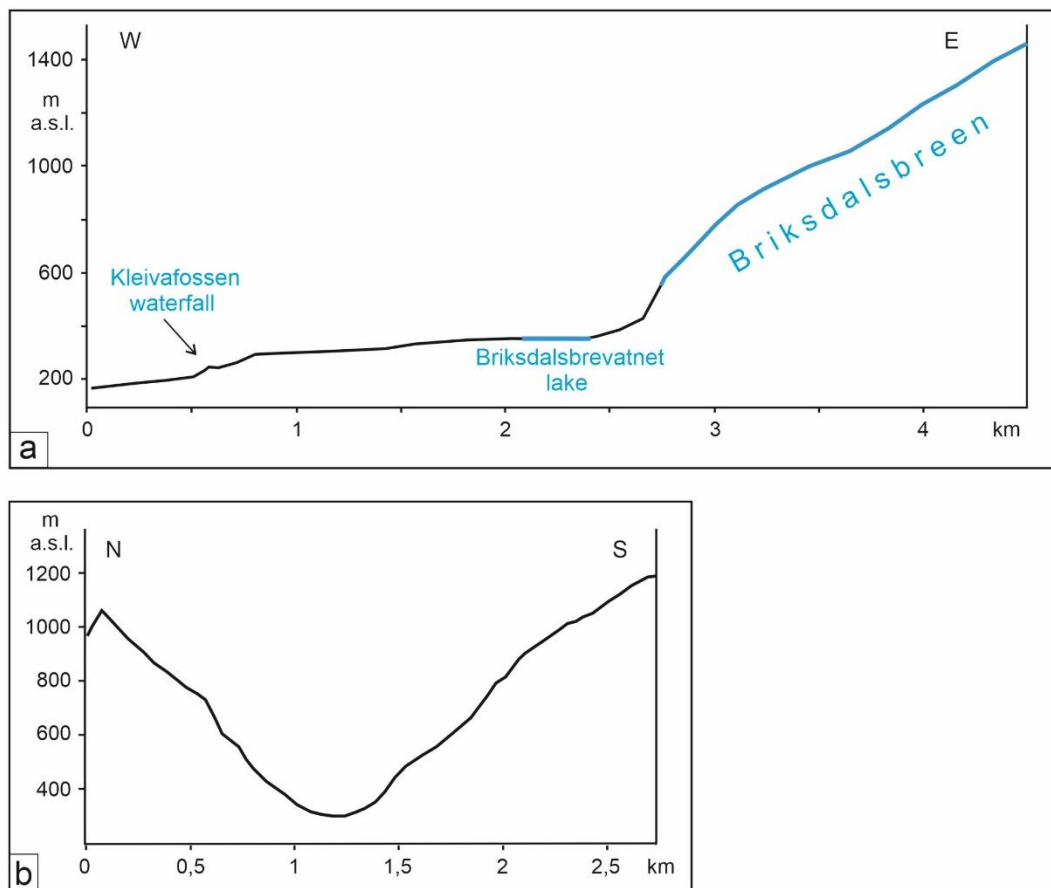 W
E
1400
m
a.s.l.
1000
600
200
Kleivafossen
waterfall
Briksdalsbreen
Briksdalsbrevatnet
lake
0
1
2
3
4
km
a
m
a.s.l.
N
S
1200
1000
800
600
400
0
0,5
1
1,5
2
2,5
km
b